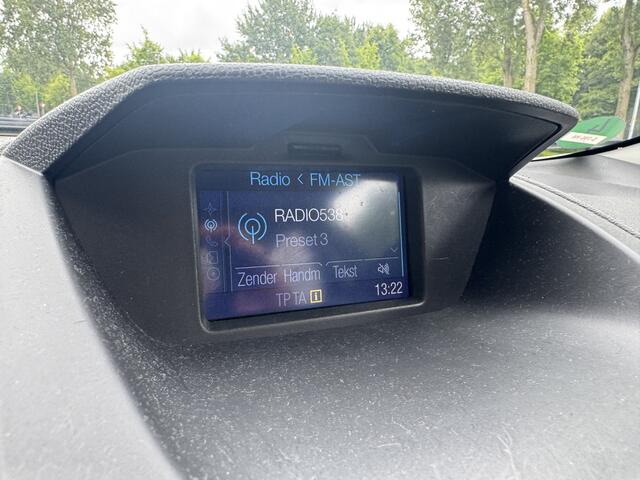 Radio < FM-AST
RADIO538
Preset 3
Zender Handm Tekst
TP TA i 13:22